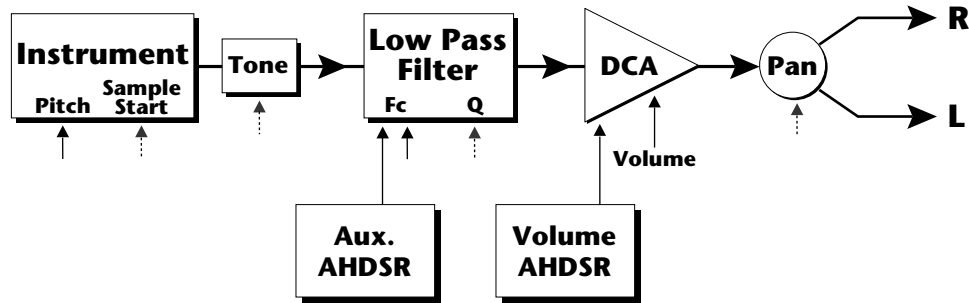 Instrument
Pitch
Sample
Start
Tone
Low Pass
Filter
Fc
Q
DCA
Volume
Pan
R
L
Aux.
AHDSR
Volume
AHDSR